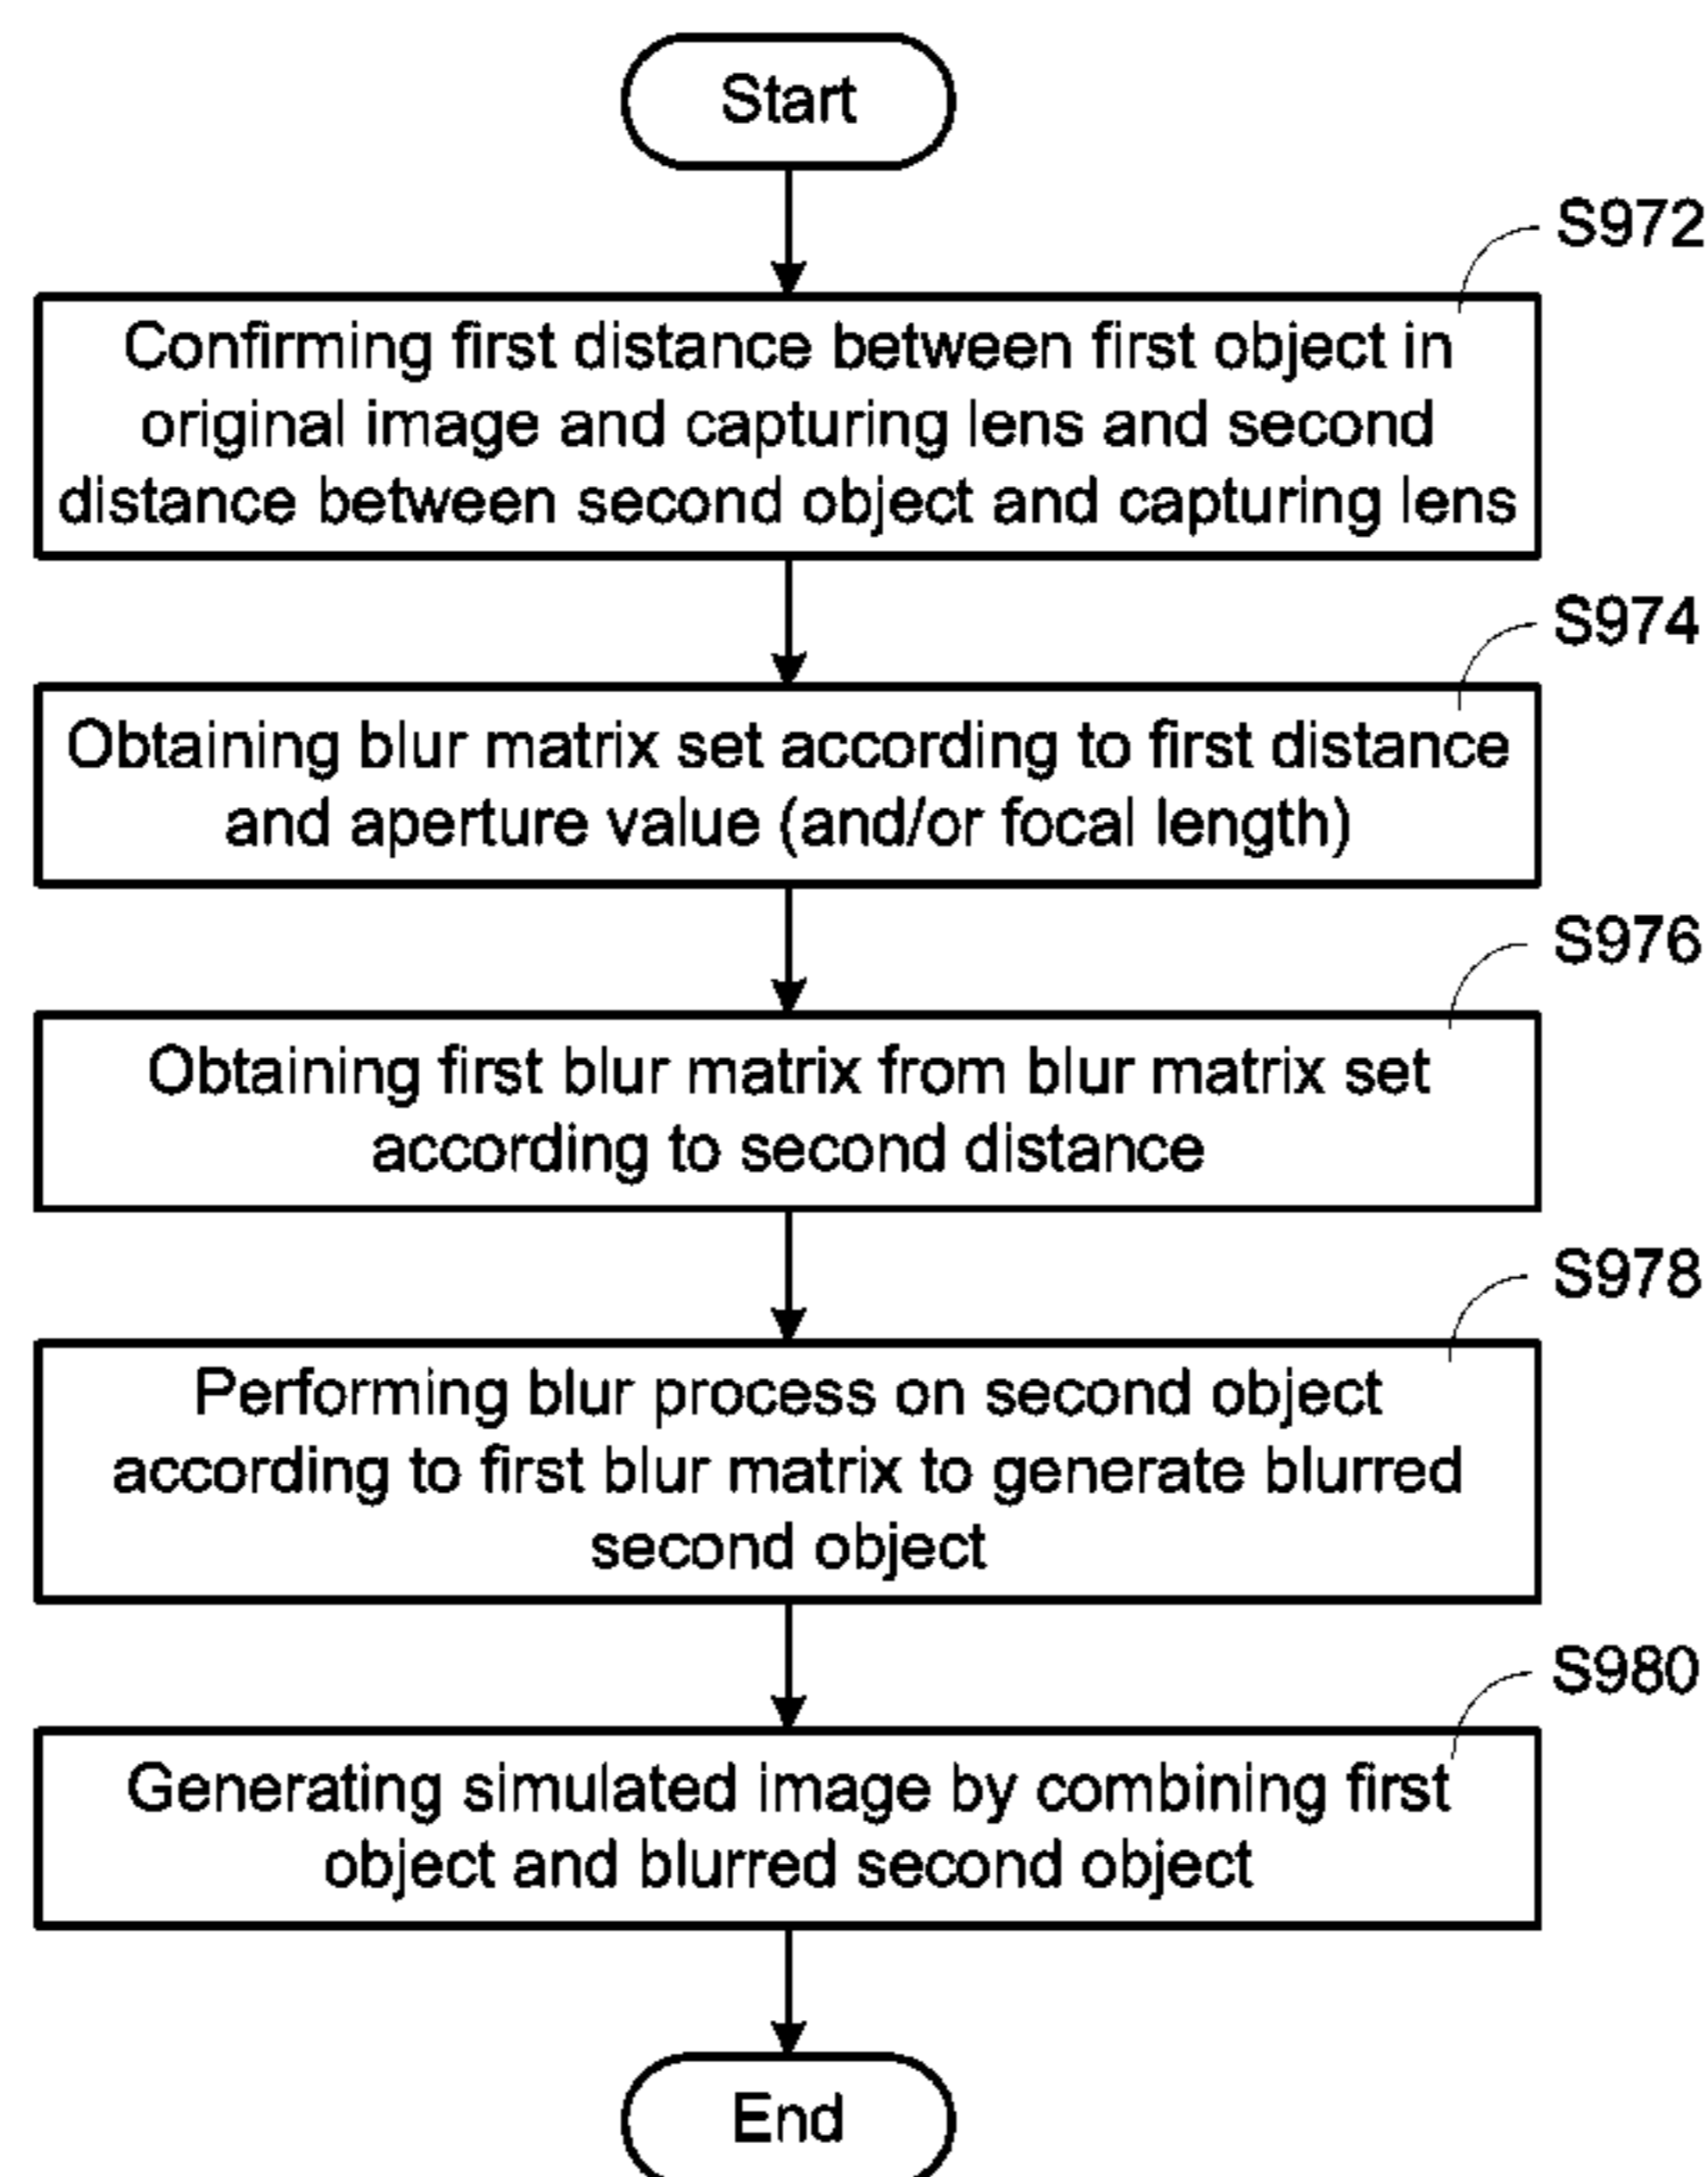 Start
S972
Confirming first distance between first object in
original image and capturing lens and second
distance between second object and capturing lens
S974
Obtaining blur matrix set according to first distance
and aperture value (and/or focal length)
S976
Obtaining first blur matrix from blur matrix set
according to second distance
S978
Performing blur process on second object
according to first blur matrix to generate blurred
second object
S980
Generating simulated image by combining first
object and blurred second object
End